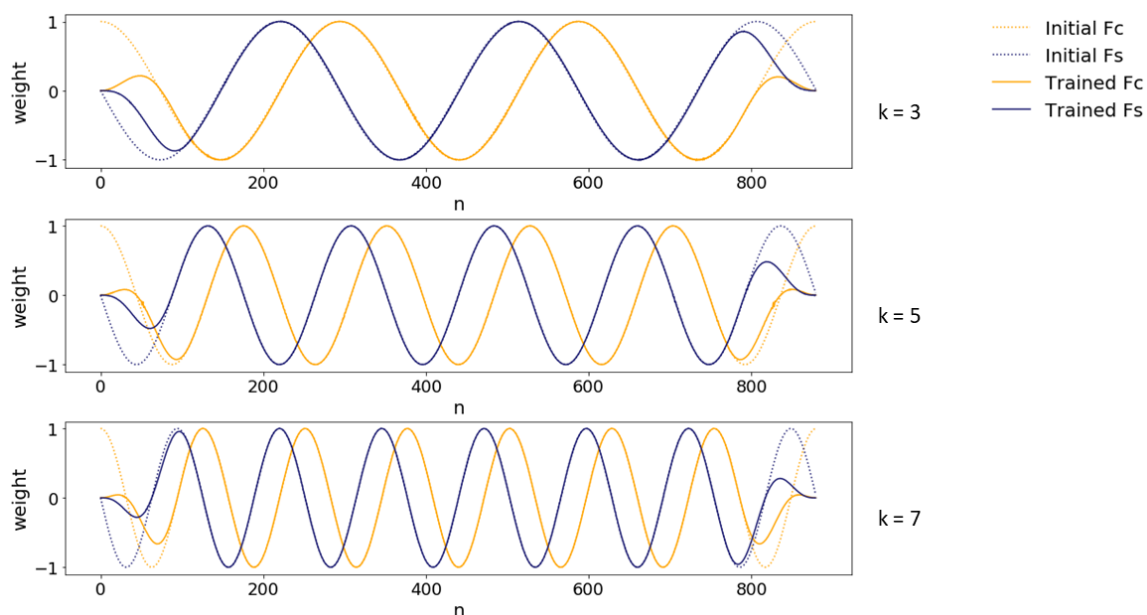 1
0
−1
weight
0 200 400 600 800
n
k = 3
Initial Fc
Initial Fs
Trained Fc
Trained Fs
1
0
−1
weight
0 200 400 600 800
n
k = 5
1
0
−1
weight
0 200 400 600 800
n
k = 7